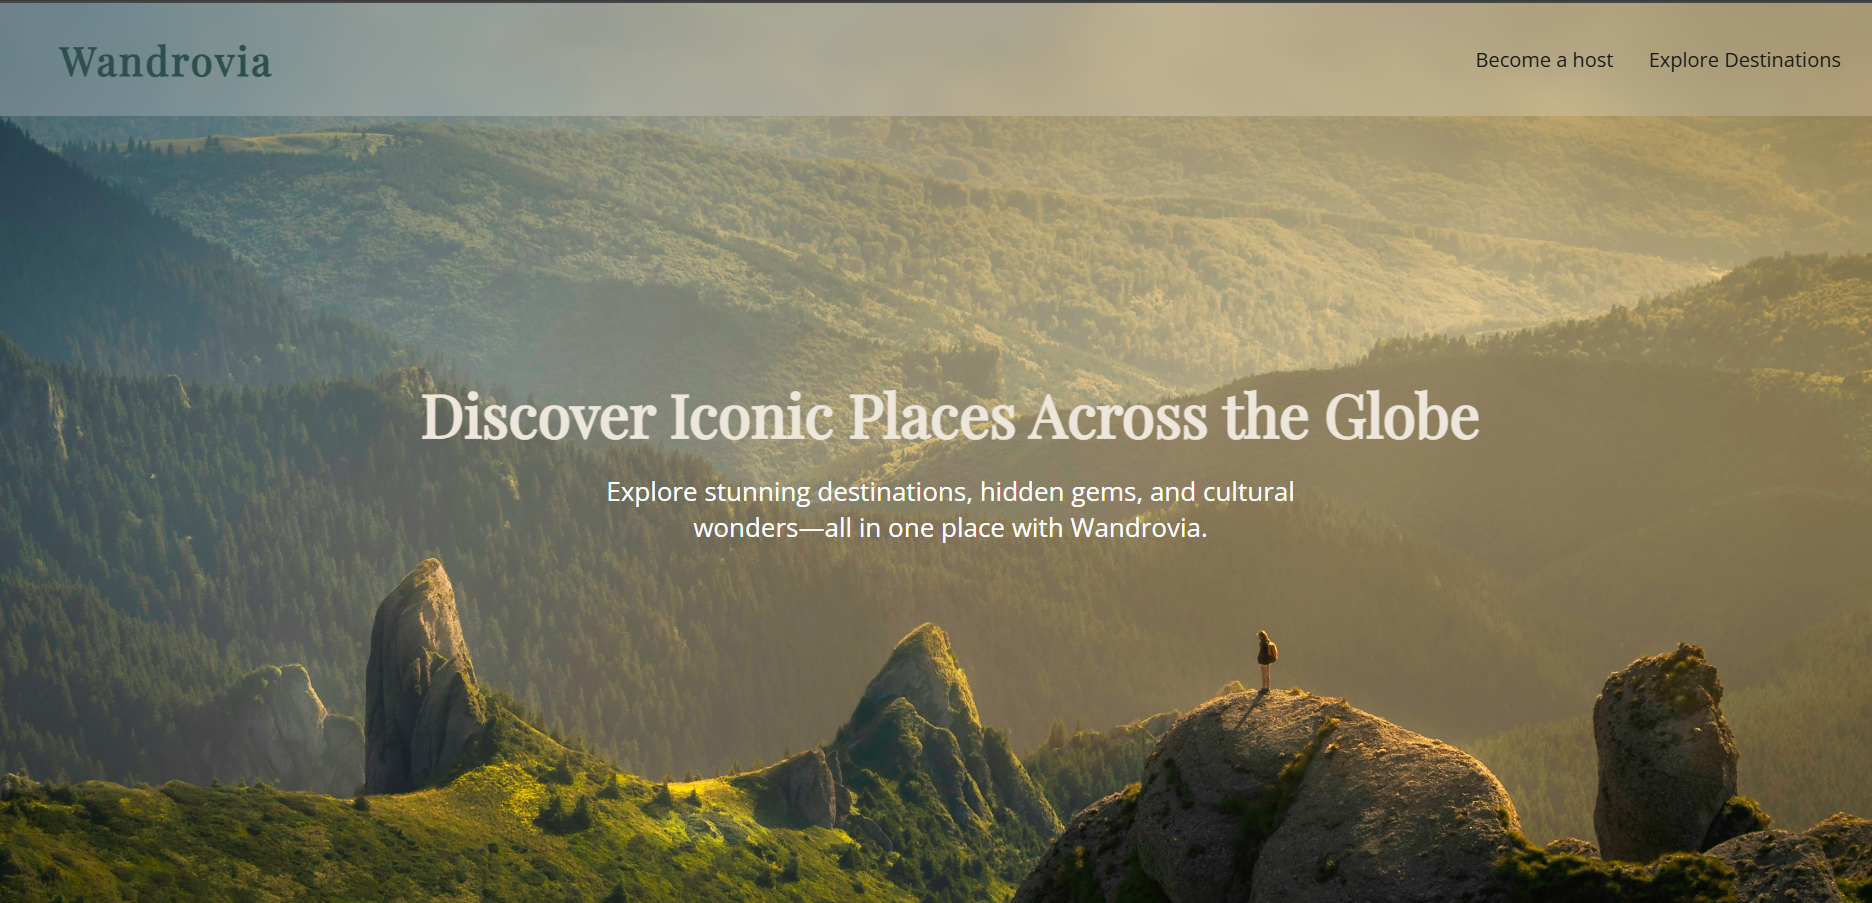 Wandrovia
Become a host
Explore Destinations
Discover Iconic Places Across the Globe
Explore stunning destinations, hidden gems, and cultural
wonders—all in one place with Wandrovia.